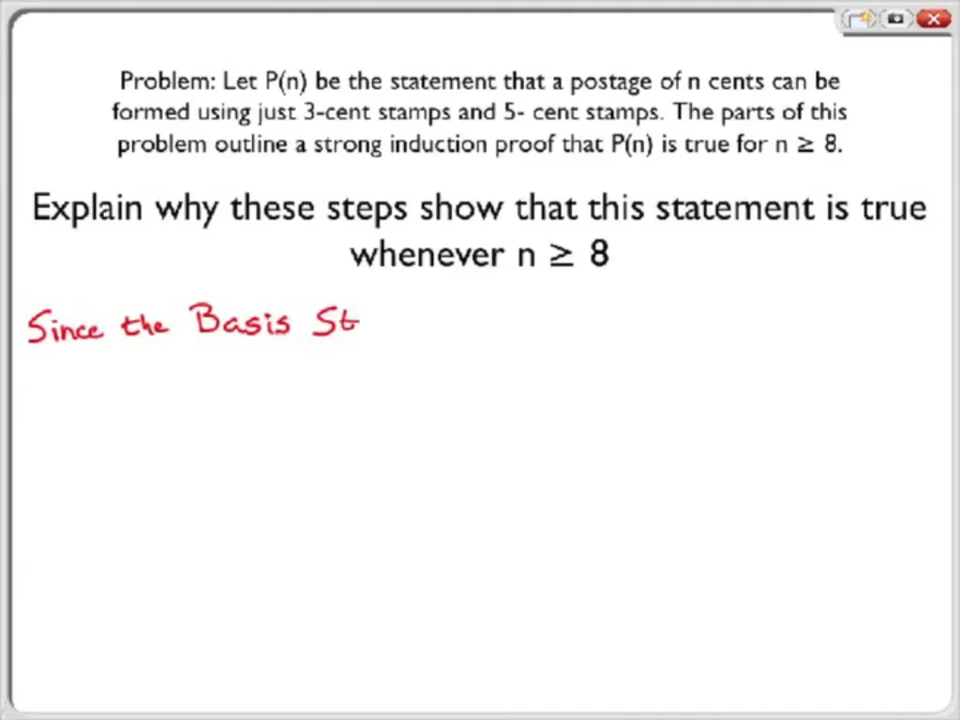 Problem: Let P(n) be the statement that a postage of n cents can be
formed using just 3-cent stamps and 5- cent stamps. The parts of this
problem outline a strong induction proof that P(n) is true for n ≥ 8.
Explain why these steps show that this statement is true
whenever n ≥ 8
Since the Basis St